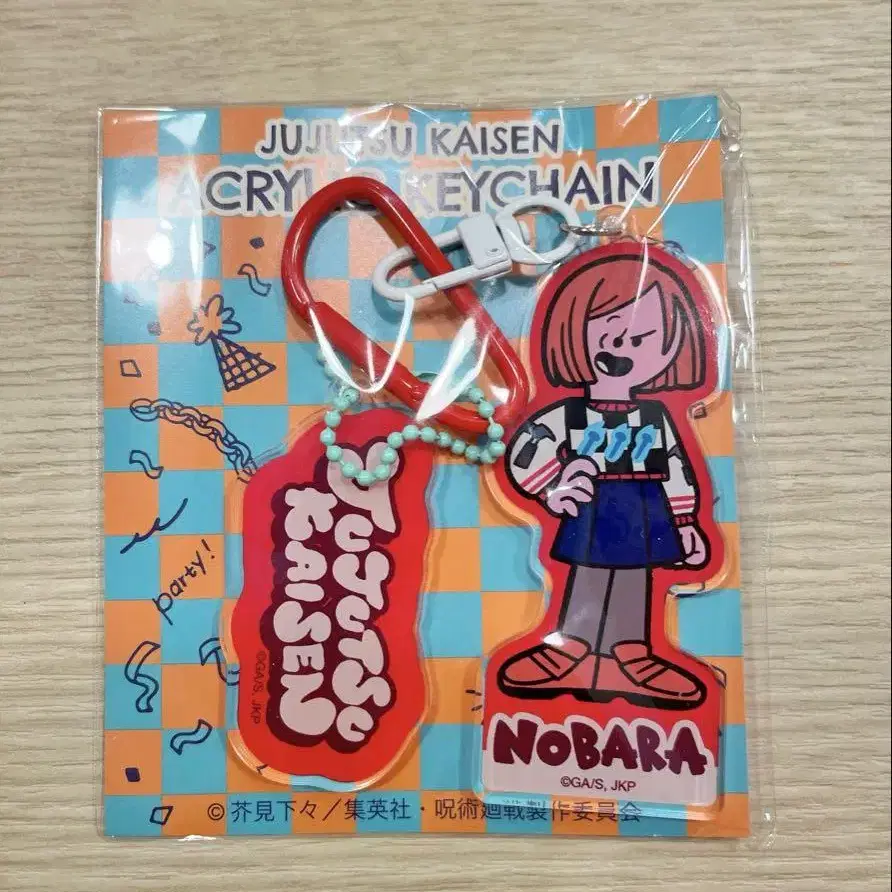 JUJUTSU KAISEN
ACRYLIC KEYCHAIN
party!
JUJUTSU
KAISEN
©GA/S, JKP
NOBARA
©GA/S, JKP
©芥見下々／集英社・呪術廻戦製作委員会